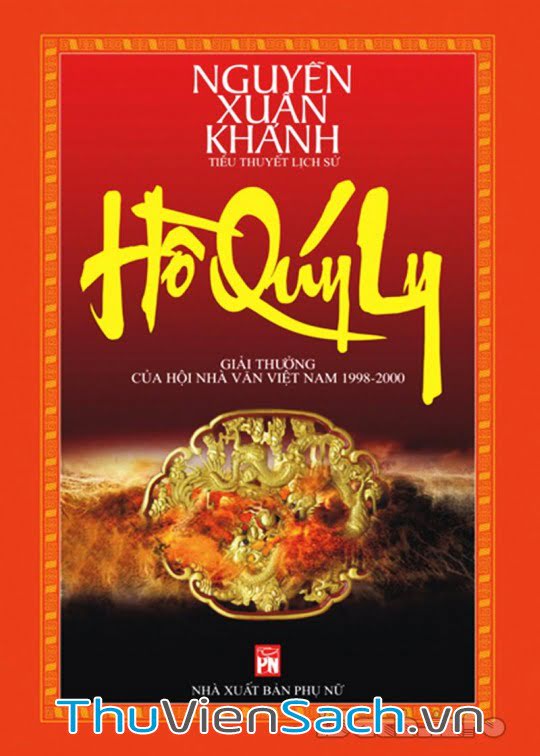 NGUYỄN
XUÂN
KHÁNH
TIỂU THUYẾT LỊCH SỬ
Hồ Quý Ly
GIẢI THƯỞNG
CỦA HỘI NHÀ VĂN VIỆT NAM 1998-2000
PN
NHÀ XUẤT BẢN PHỤ NỮ
ThuVienSach.vn